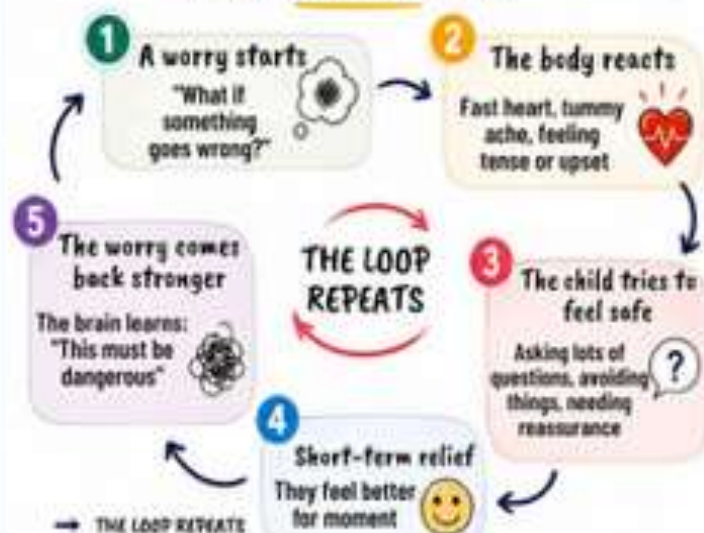 1
A worry starts
"What if
something
goes wrong?"
2
The body reacts
Fast heart, tummy
ache, feeling
tense or upset
3
The child tries to
feel safe
Asking lots of
questions, avoiding
things, needing
reassurance
?
4
Short-term relief
They feel better
for moment
5
The worry comes
back stronger
The brain learns:
"This must be
dangerous"
THE LOOP
REPEATS
→ THE LOOP REPEATS